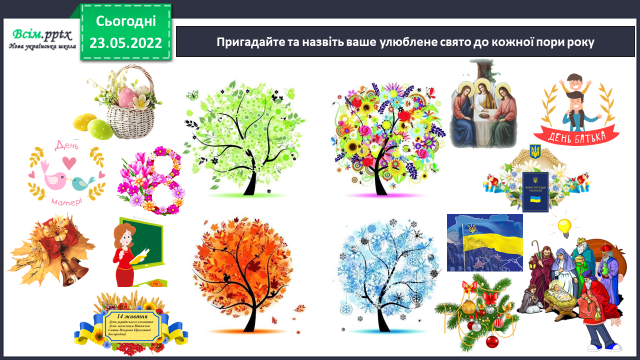 Всім.pptx
Нова українська школа
Сьогодні
23.05.2022
Пригадайте та назвіть ваше улюблене свято до кожної пори року
ДЕНЬ БАТЬКА
День
матері
14 жовтня